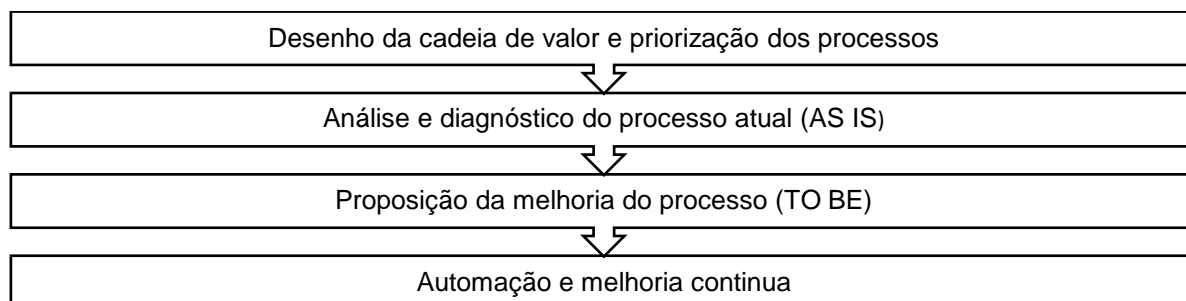 Desenho da cadeia de valor e priorização dos processos
Análise e diagnóstico do processo atual (AS IS)
Proposição da melhoria do processo (TO BE)
Automação e melhoria continua